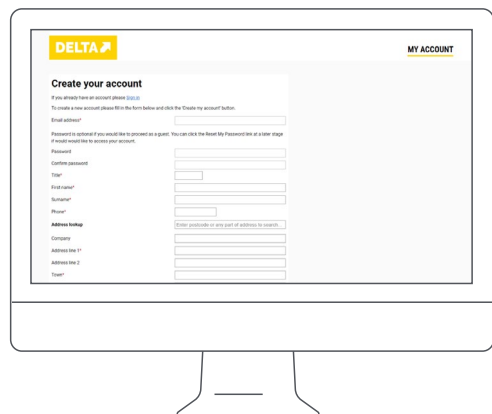 DELTA
MY ACCOUNT
Create your account
If you already have an account please Sign in
To create a new account please fill in the form below and click the 'Create my account' button.
Email address*
Password is optional if you would like to proceed as a guest. You can click the Reset My Password link at a later stage
if would would like to access your account.
Password
Confirm password
Title*
First name*
Surname*
Phone*
Address lookup
Enter postcode or any part of address to search...
Company
Address line 1*
Address line 2
Town*